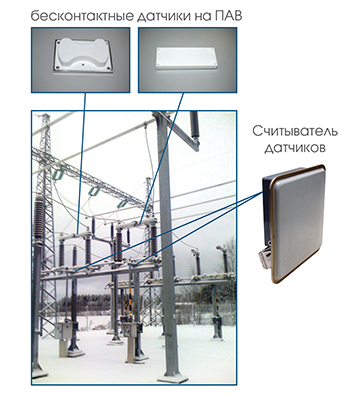 бесконтактные датчики на ПАВ
Считыватель
датчиков